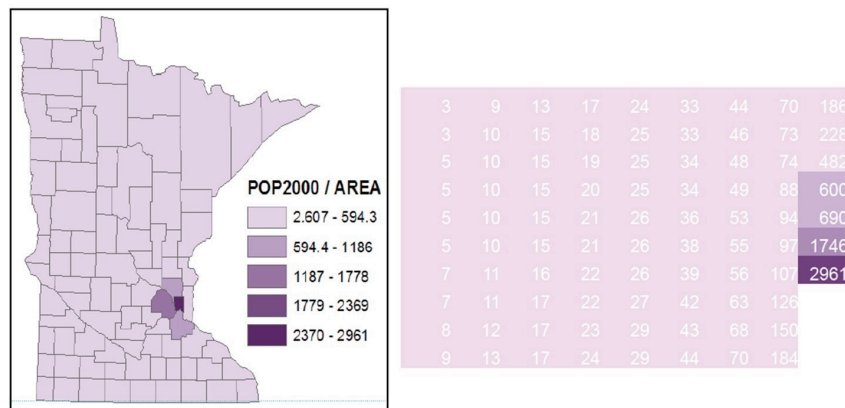 POP2000 / AREA
2.607 - 594.3
594.4 - 1186
1187 - 1778
1779 - 2369
2370 - 2961
3 9 13 17 24 33 44 70 186
3 10 15 18 25 33 46 73 228
5 10 15 19 25 34 48 74 482
5 10 15 20 25 34 49 88 600
5 10 15 21 26 36 53 94 690
5 10 15 21 26 38 55 97 1746
7 11 16 22 26 39 56 107 2961
7 11 17 22 27 42 63 126
8 12 17 23 29 43 68 150
9 13 17 24 29 44 70 184